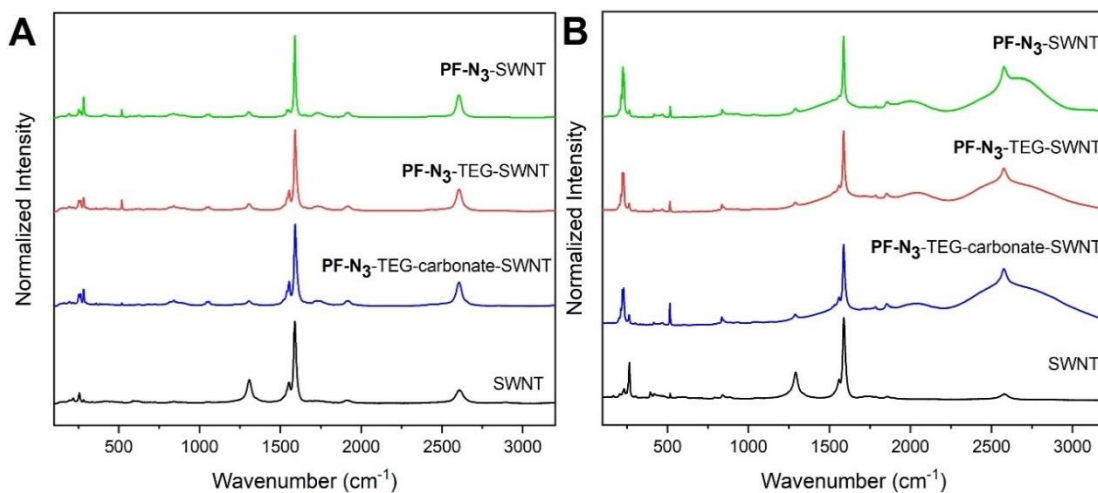 A
PF-N₃-SWNT
PF-N₃-TEG-SWNT
PF-N₃-TEG-carbonate-SWNT
SWNT
Normalized Intensity
500 1000 1500 2000 2500 3000
Wavenumber (cm⁻¹)
B
PF-N₃-SWNT
PF-N₃-TEG-SWNT
PF-N₃-TEG-carbonate-SWNT
SWNT
Normalized Intensity
500 1000 1500 2000 2500 3000
Wavenumber (cm⁻¹)